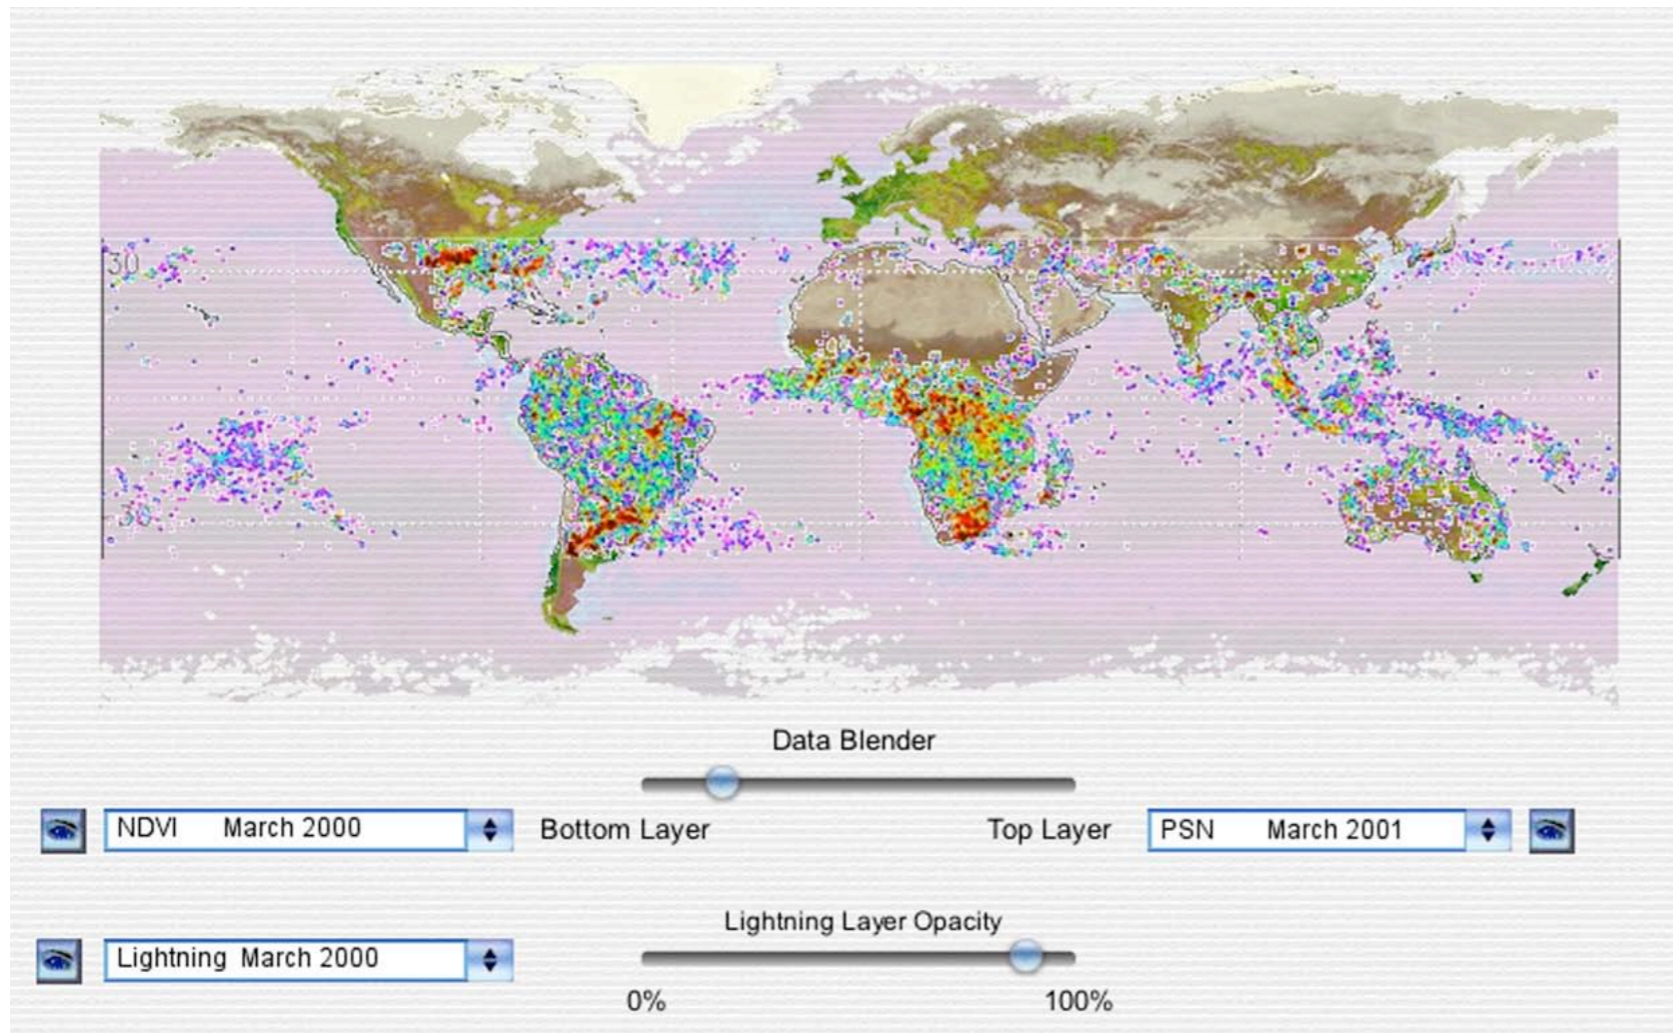 30
30
Data Blender
NDVI March 2000
Bottom Layer
Top Layer
PSN March 2001
Lightning Layer Opacity
Lightning March 2000
0%
100%